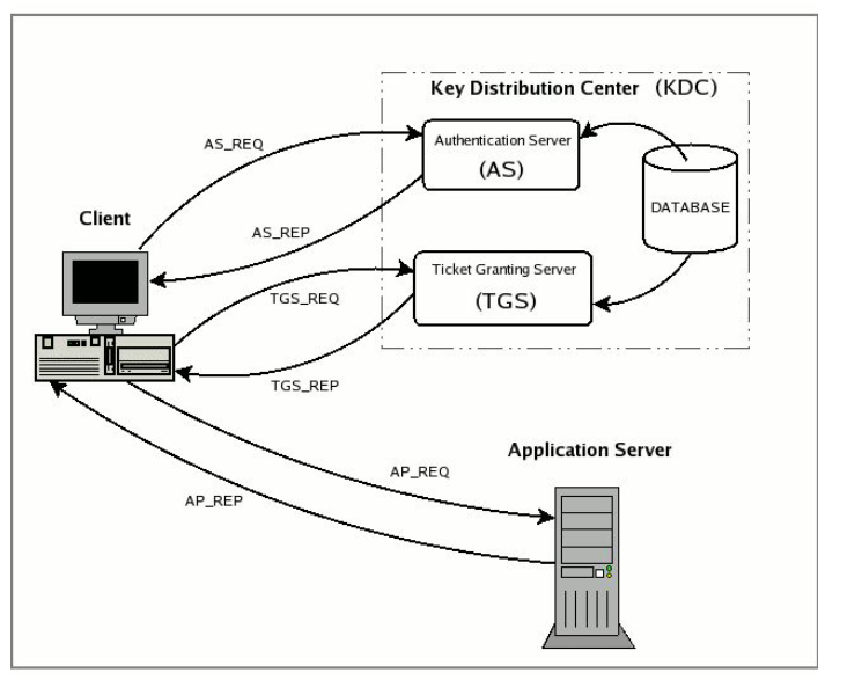 Key Distribution Center (KDC)
AS_REQ
Authentication Server
(AS)
DATABASE
Client
AS_REP
Ticket Granting Server
(TGS)
TGS_REQ
TGS_REP
Application Server
AP_REQ
AP_REP